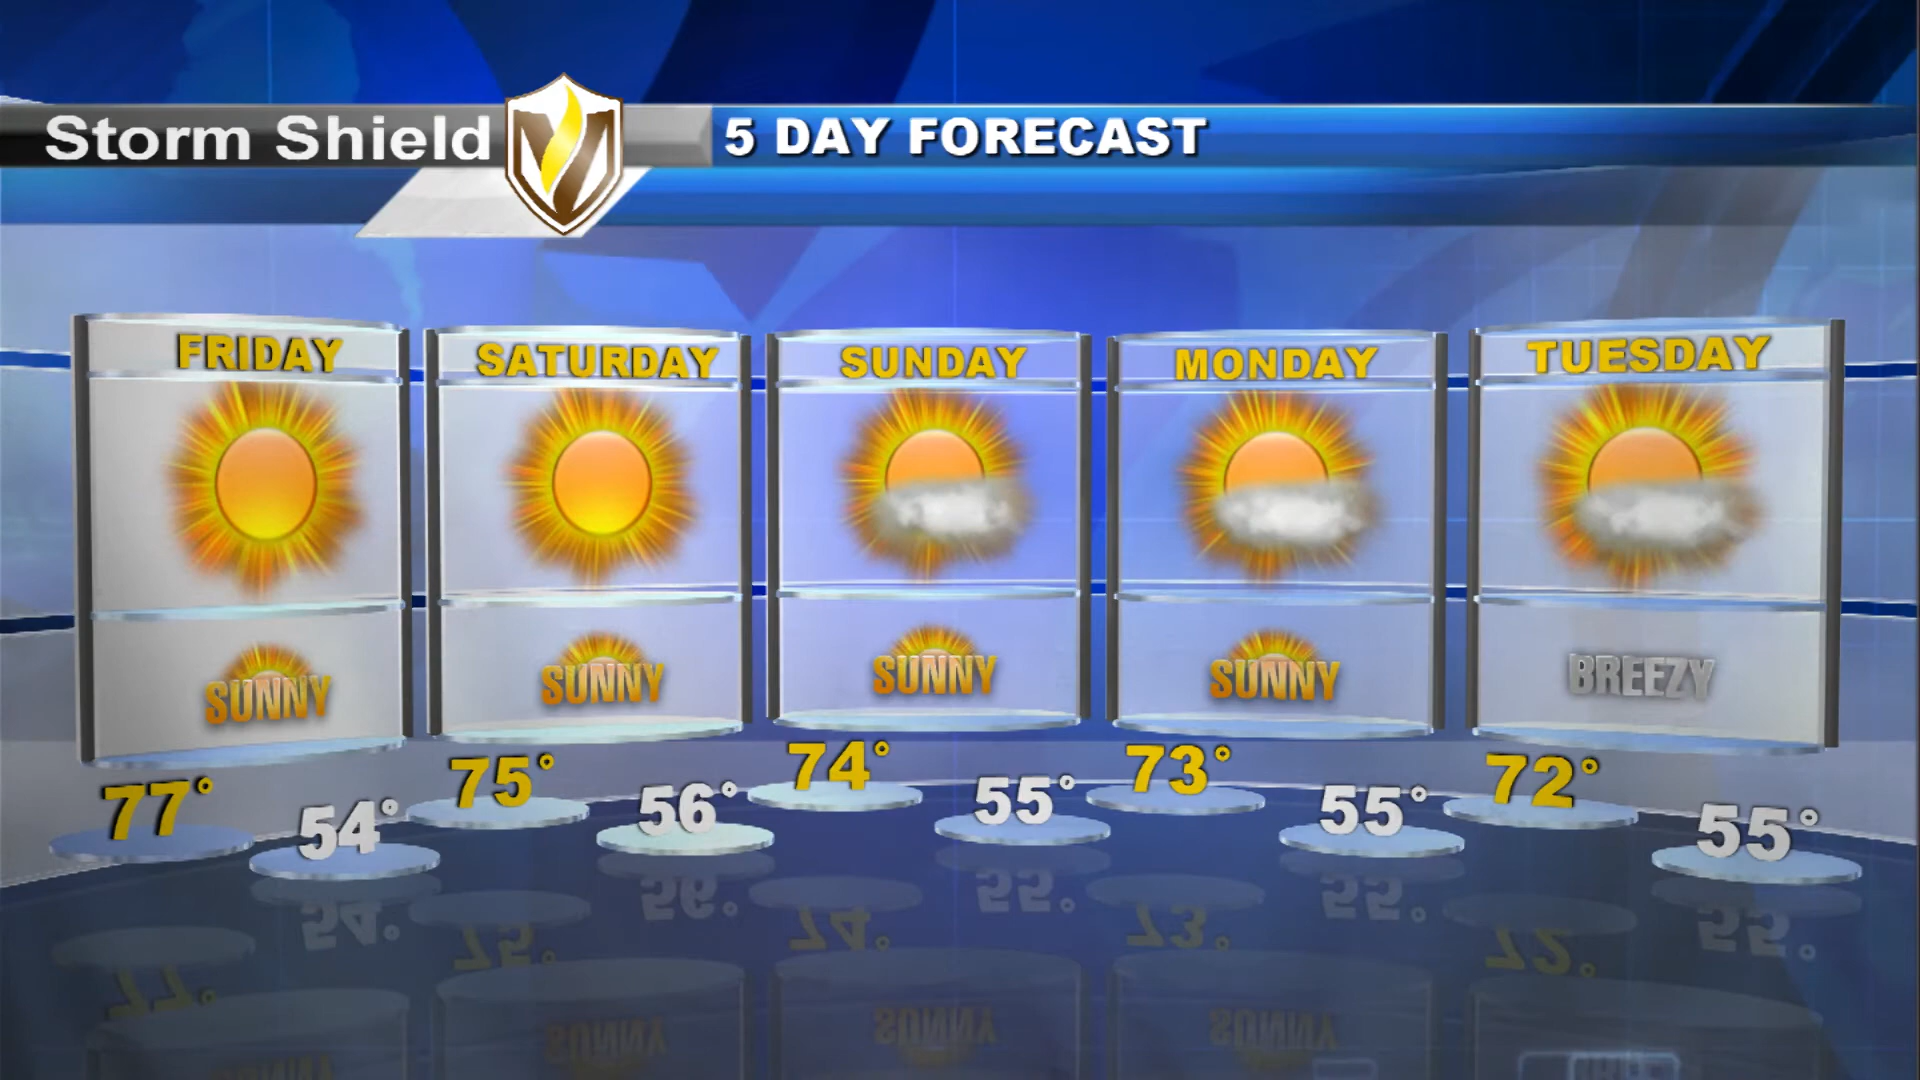 Storm Shield
5 DAY FORECAST
FRIDAY
SATURDAY
SUNDAY
MONDAY
TUESDAY
SUNNY
SUNNY
SUNNY
SUNNY
BREEZY
77° 54° 75° 56° 74° 55° 73° 55° 72° 55°